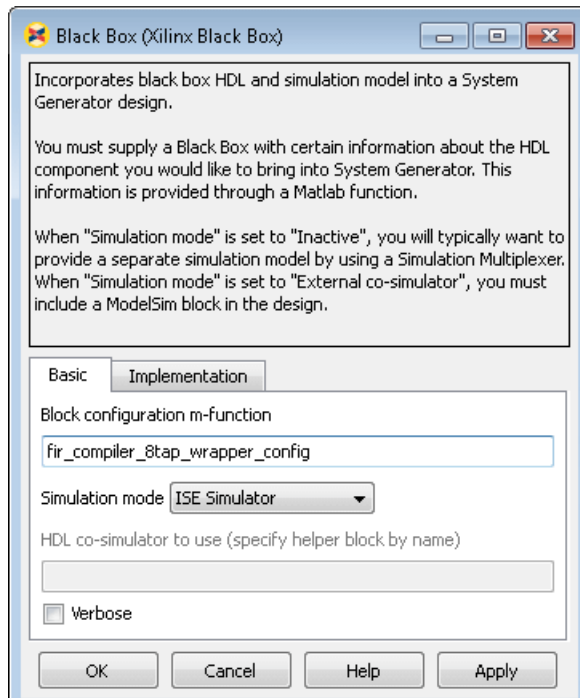 Black Box (Xilinx Black Box)
Incorporates black box HDL and simulation model into a System
Generator design.
You must supply a Black Box with certain information about the HDL
component you would like to bring into System Generator. This
information is provided through a Matlab function.
When "Simulation mode" is set to "Inactive", you will typically want to
provide a separate simulation model by using a Simulation Multiplexer.
When "Simulation mode" is set to "External co-simulator", you must
include a ModelSim block in the design.
Basic Implementation
Block configuration m-function
fir_compiler_8tap_wrapper_config
Simulation mode ISE Simulator
HDL co-simulator to use (specify helper block by name)
Verbose
OK Cancel Help Apply